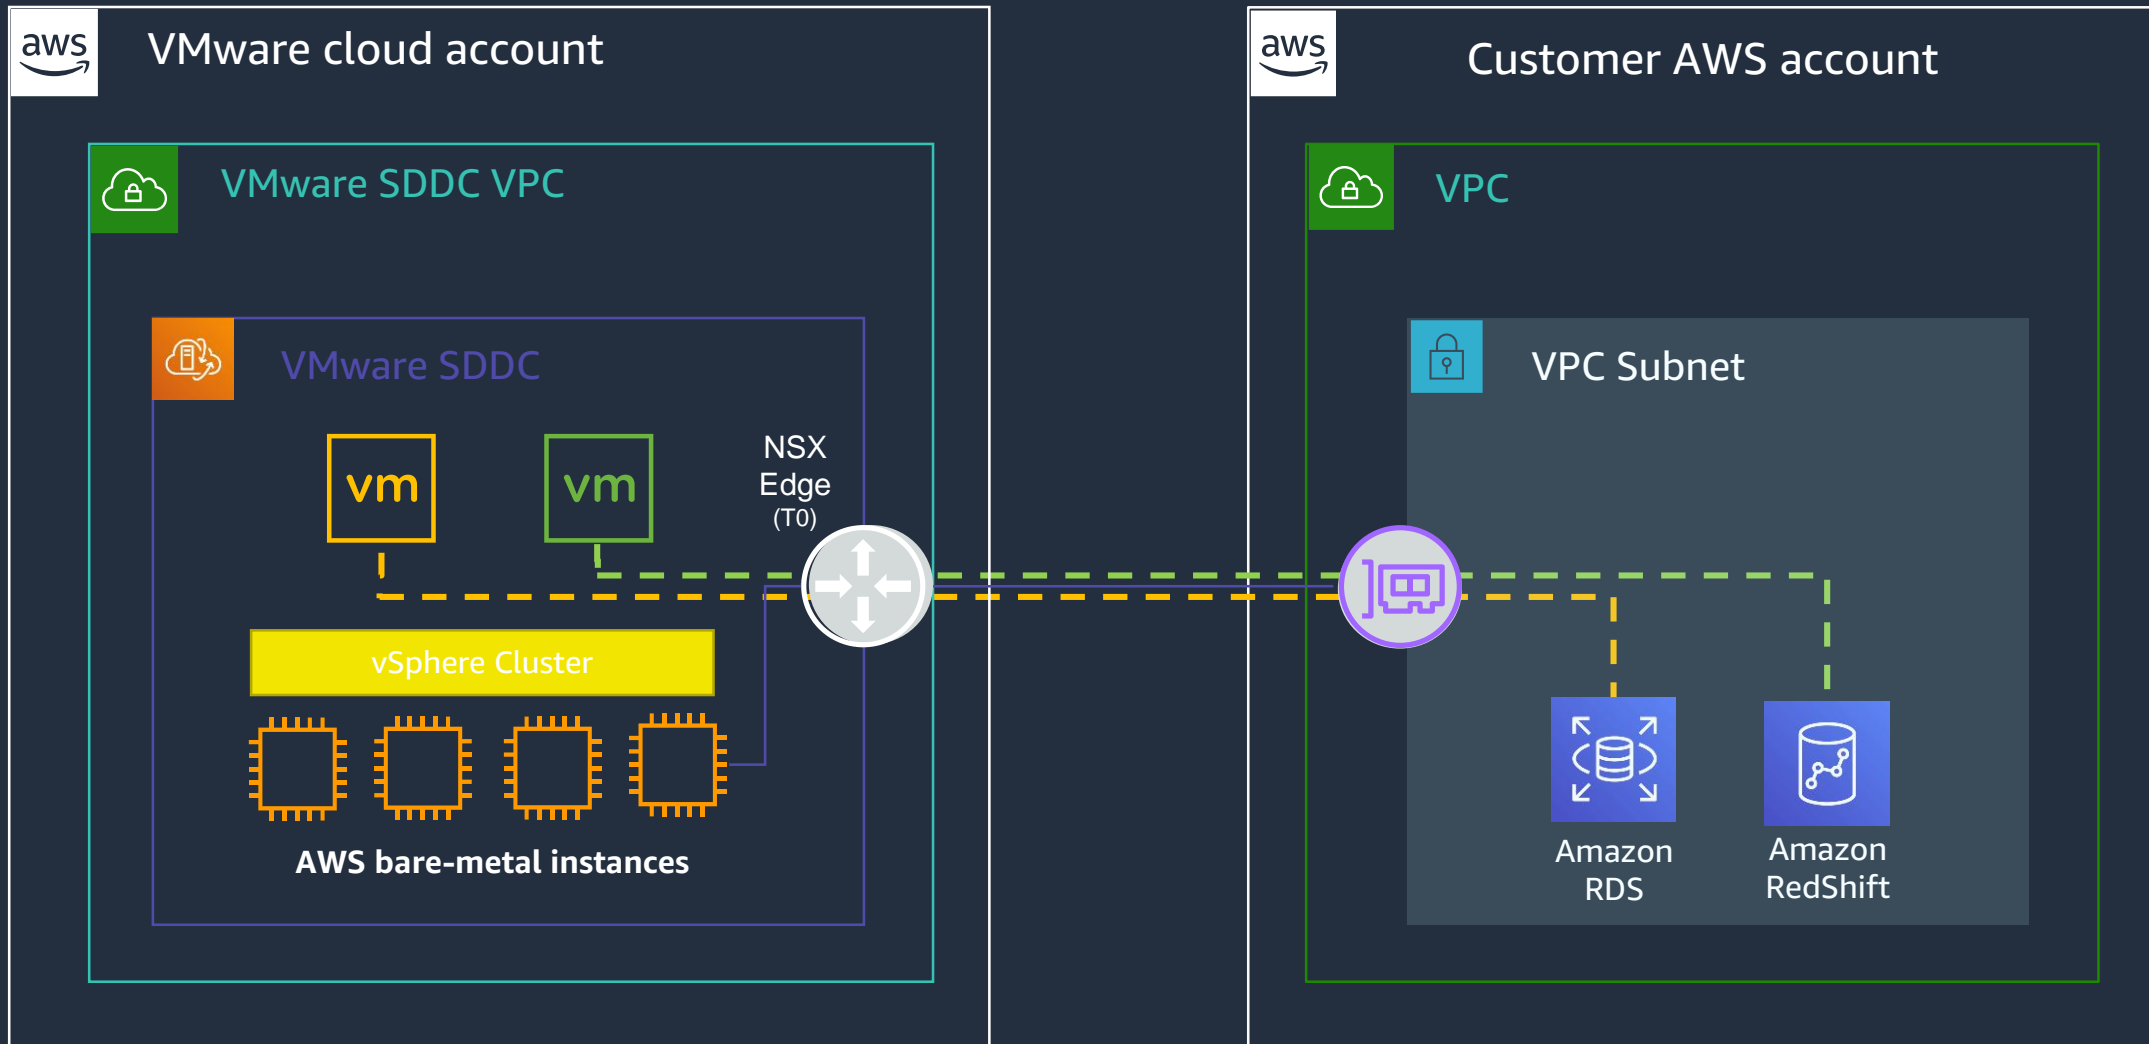 aws
VMware cloud account
VMware SDDC VPC
VMware SDDC
vm
vm
NSX
Edge
(T0)
vSphere Cluster
AWS bare-metal instances
aws
Customer AWS account
VPC
VPC Subnet
Amazon
RDS
Amazon
RedShift